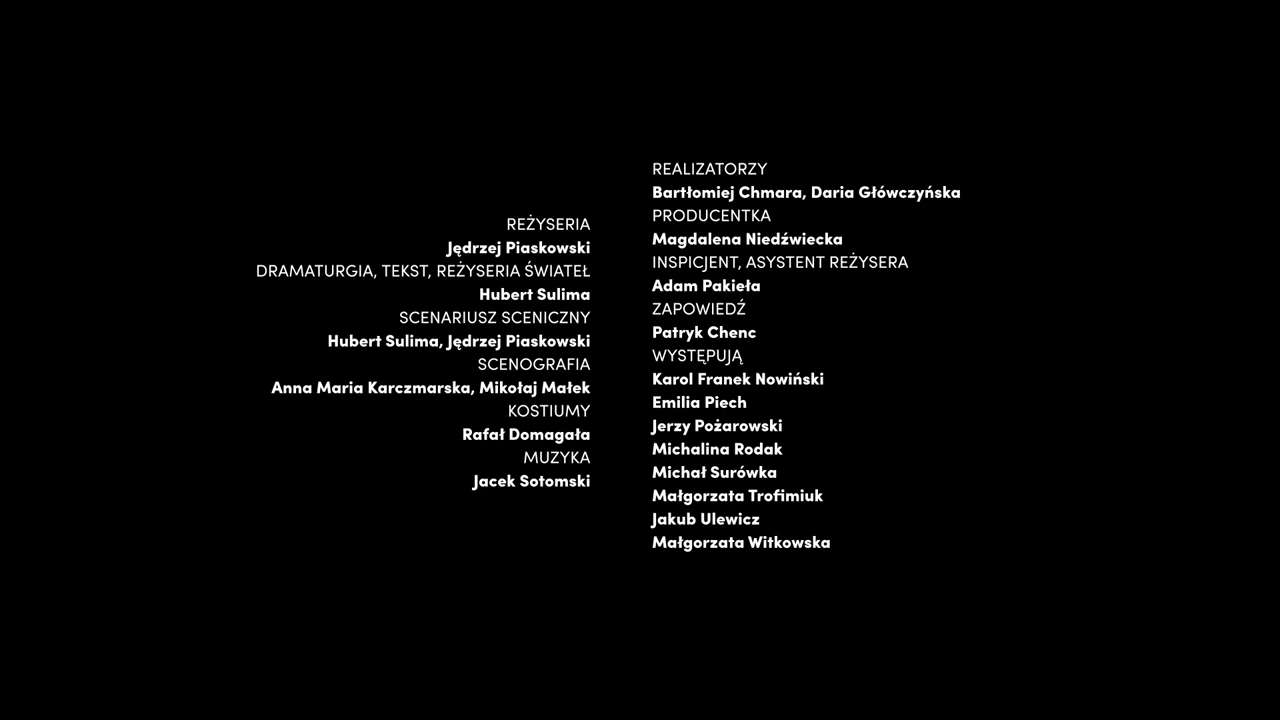 REŻYSERIA
Jędrzej Piaskowski
DRAMATURGIA, TEKST, REŻYSERIA ŚWIATEŁ
Hubert Sulima
SCENARIUSZ SCENICZNY
Hubert Sulima, Jędrzej Piaskowski
SCENOGRAFIA
Anna Maria Karczmarska, Mikołaj Małek
KOSTIUMY
Rafał Domagała
MUZYKA
Jacek Sotomski
REALIZATORZY
Bartłomiej Chmara, Daria Główczyńska
PRODUCENTKA
Magdalena Niedźwiecka
INSPICJENT, ASYSTENT REŻYSERA
Adam Pakieła
ZAPOWIEDŹ
Patryk Chenc
WYSTĘPUJĄ
Karol Franek Nowiński
Emilia Piech
Jerzy Pożarowski
Michalina Rodak
Michał Surówka
Małgorzata Trofimiuk
Jakub Ulewicz
Małgorzata Witkowska